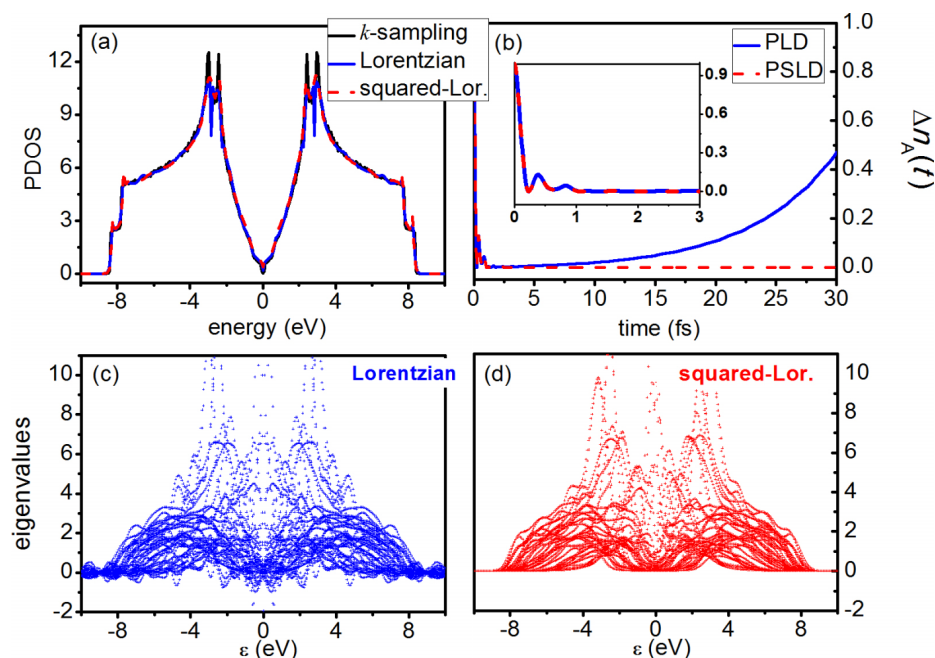 (a)
k-sampling
Lorentzian
squared-Lor.
PDOS
12
9
6
3
0
-8 -4 0 4 8
energy (eV)
(b)
PLD
PSLD
1.0
0.8
0.6
0.4
0.2
0.0
Δn_A(t)
0.9
0.6
0.3
0.0
0 1 2 3
0 5 10 15 20 25 30
time (fs)
(c)
Lorentzian
eigenvalues
10
8
6
4
2
0
-2
-8 -4 0 4 8
ε (eV)
(d)
squared-Lor.
10
8
6
4
2
0
-2
-8 -4 0 4 8
ε (eV)